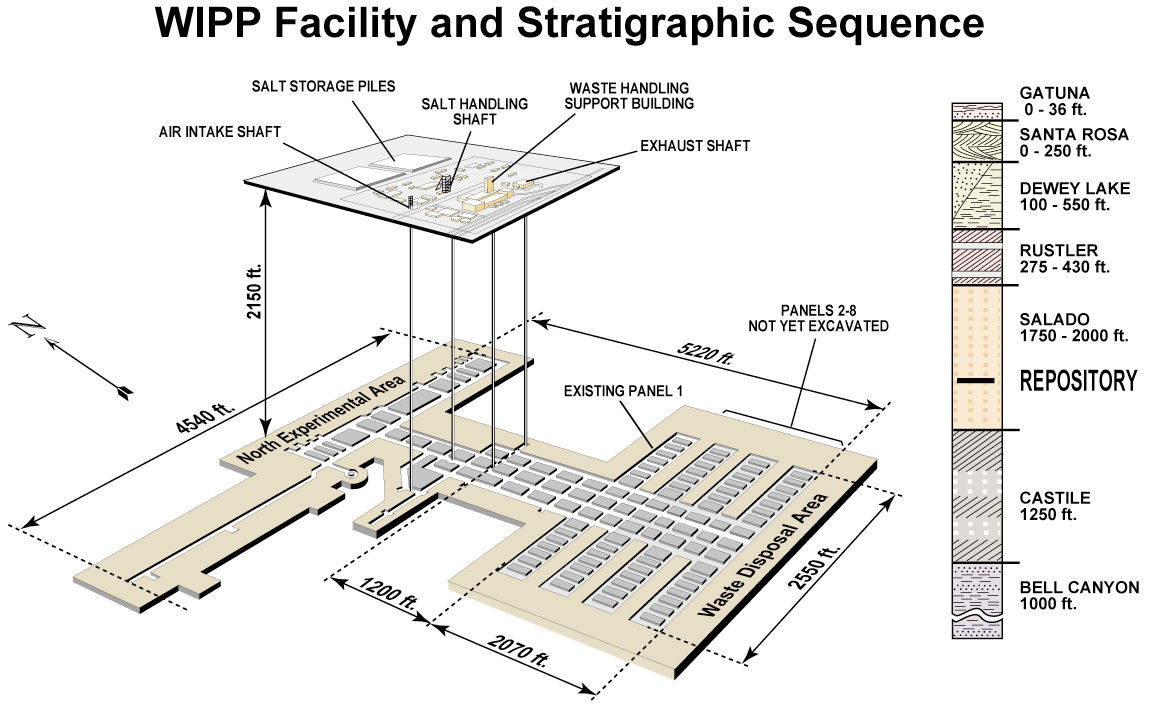 WIPP Facility and Stratigraphic Sequence
SALT STORAGE PILES
SALT HANDLING
SHAFT
WASTE HANDLING
SUPPORT BUILDING
AIR INTAKE SHAFT
EXHAUST SHAFT
2150 ft.
N
4540 ft.
North Experimental Area
5220 ft.
PANELS 2-8
NOT YET EXCAVATED
EXISTING PANEL 1
Waste Disposal Area
1200 ft.
2070 ft.
2550 ft.
GATUNA
0 - 36 ft.
SANTA ROSA
0 - 250 ft.
DEWEY LAKE
100 - 550 ft.
RUSTLER
275 - 430 ft.
SALADO
1750 - 2000 ft.
REPOSITORY
CASTILE
1250 ft.
BELL CANYON
1000 ft.